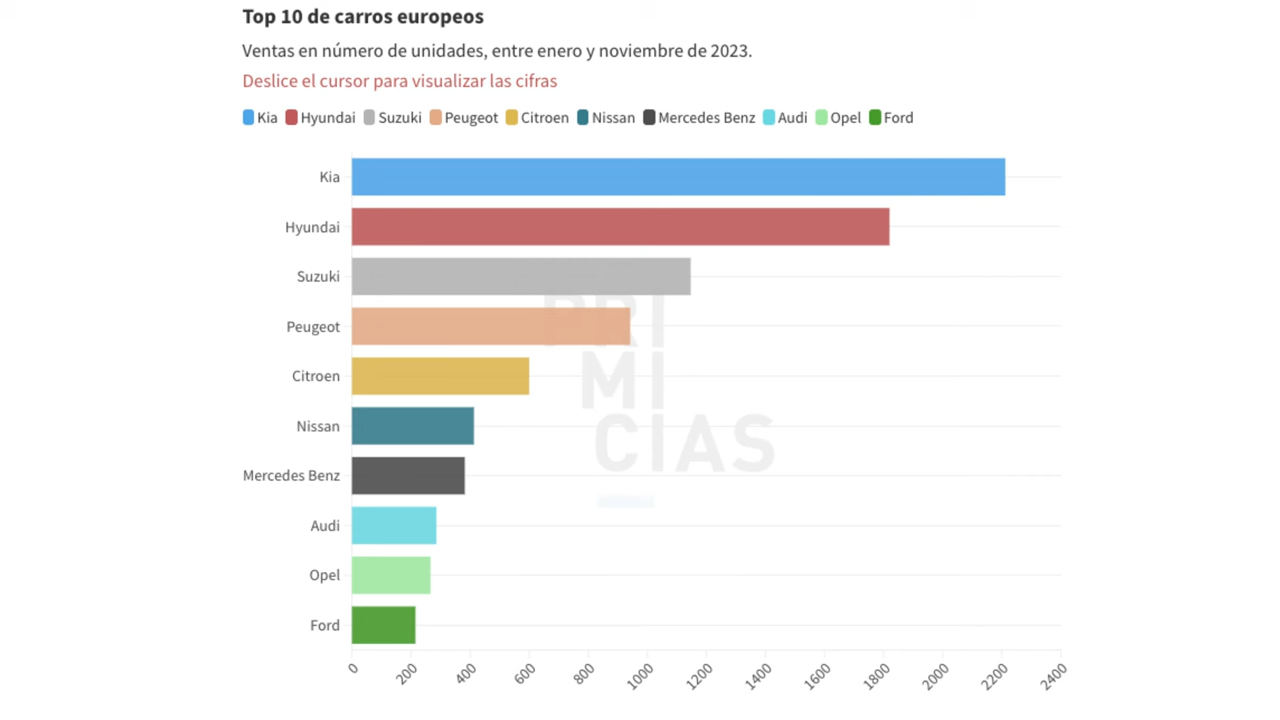 Top 10 de carros europeos
Ventas en número de unidades, entre enero y noviembre de 2023.
Deslice el cursor para visualizar las cifras
Kia Hyundai Suzuki Peugeot Citroen Nissan Mercedes Benz Audi Opel Ford
Kia
Hyundai
Suzuki
Peugeot
Citroen
Nissan
Mercedes Benz
Audi
Opel
Ford
PRI
MI
CIAS
0 200 400 600 800 1000 1200 1400 1600 1800 2000 2200 2400